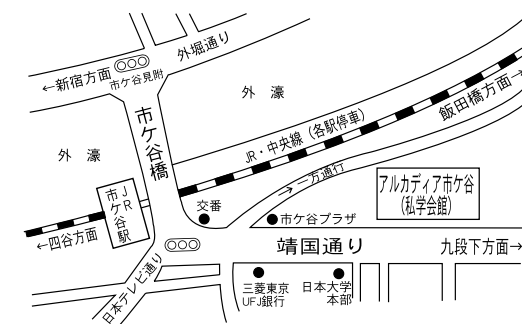 外堀通り
←新宿方面
市ケ谷見附
市ケ谷橋
外 濠
外 濠
JR・中央線（各駅停車）
飯田橋方面→
→一方通行
アルカディア市ケ谷
（私学会館）
JR
市ケ谷駅
交番
市ケ谷プラザ
←四谷方面
靖国通り
九段下方面→
日本テレビ通り
三菱東京
UFJ銀行
日本大学
本部